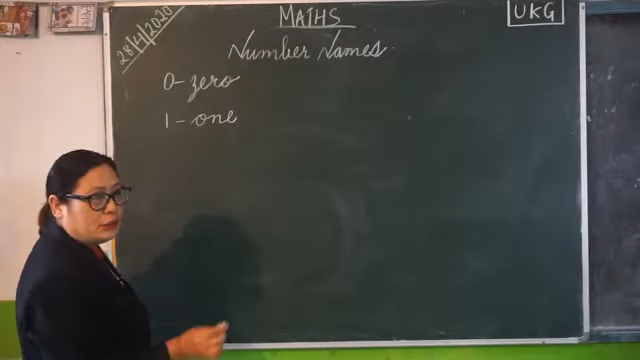 28/4/2020
MATHS
UKG
Number Names
0- zero
1- one